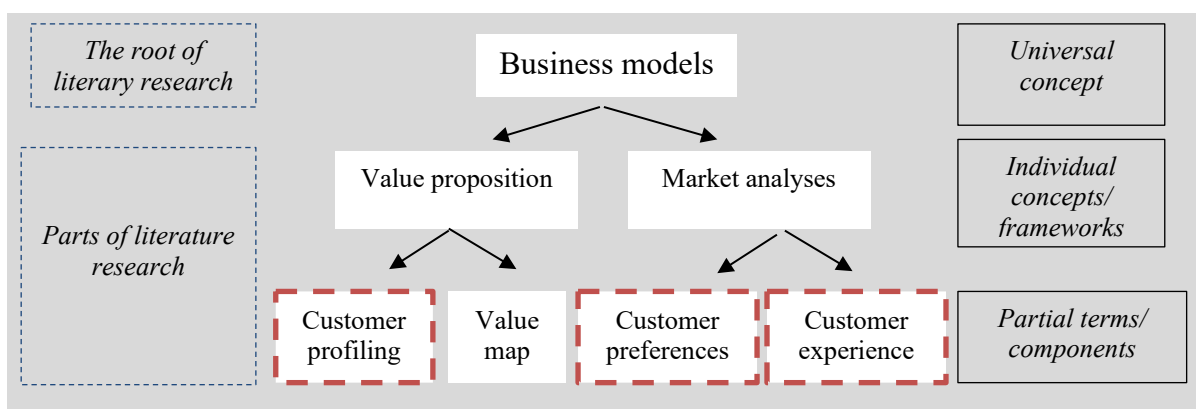 The root of
literary research
Business models
Universal
concept
Value proposition
Market analyses
Individual
concepts/
frameworks
Parts of literature
research
Customer
profiling
Value
map
Customer
preferences
Customer
experience
Partial terms/
components